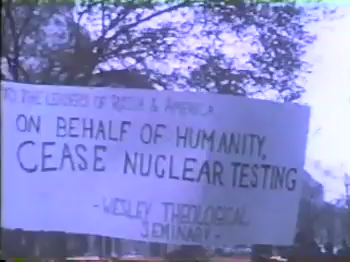 TO THE LEADERS OF RUSSIA & AMERICA
ON BEHALF OF HUMANITY,
CEASE NUCLEAR TESTING
- WESLEY THEOLOGICAL
SEMINARY -